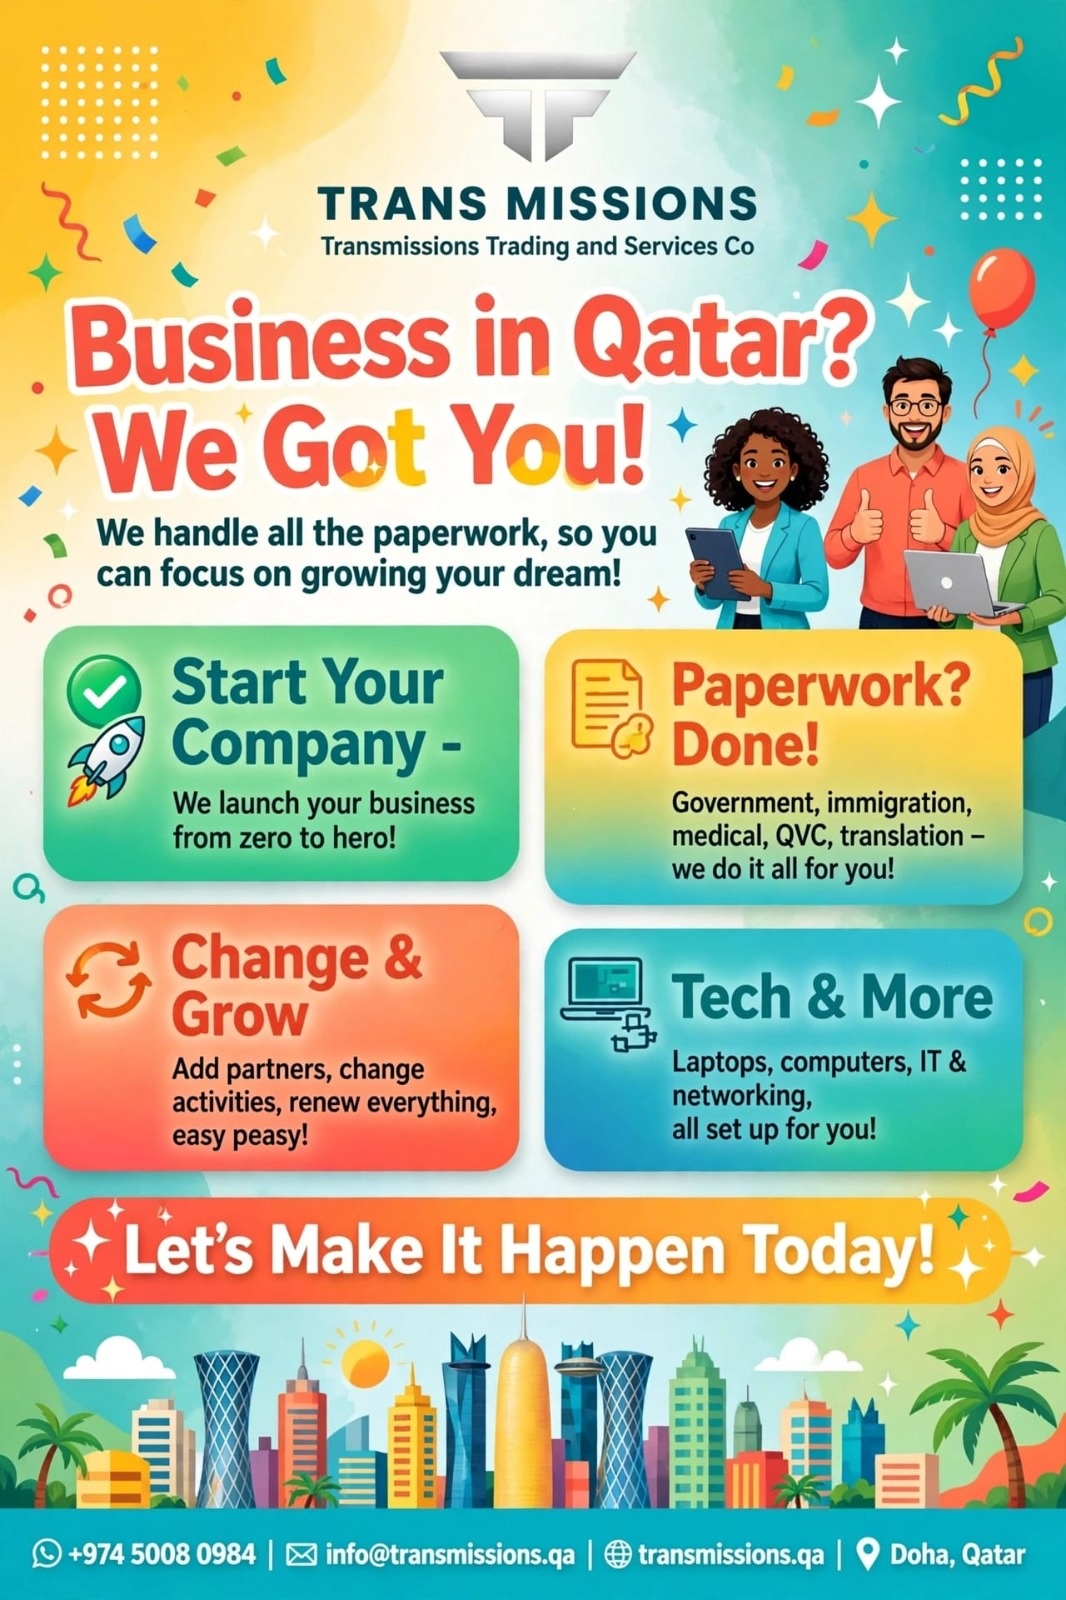 TRANS MISSIONS
Transmissions Trading and Services Co
Business in Qatar?
We Got You!
We handle all the paperwork, so you
can focus on growing your dream!
Start Your
Company -
We launch your business
from zero to hero!
Paperwork?
Done!
Government, immigration,
medical, QVC, translation –
we do it all for you!
Change &
Grow
Add partners, change
activities, renew everything,
easy peasy!
Tech & More
Laptops, computers, IT &
networking,
all set up for you!
Let's Make It Happen Today!
+974 5008 0984 | info@transmissions.qa | transmissions.qa | Doha, Qatar